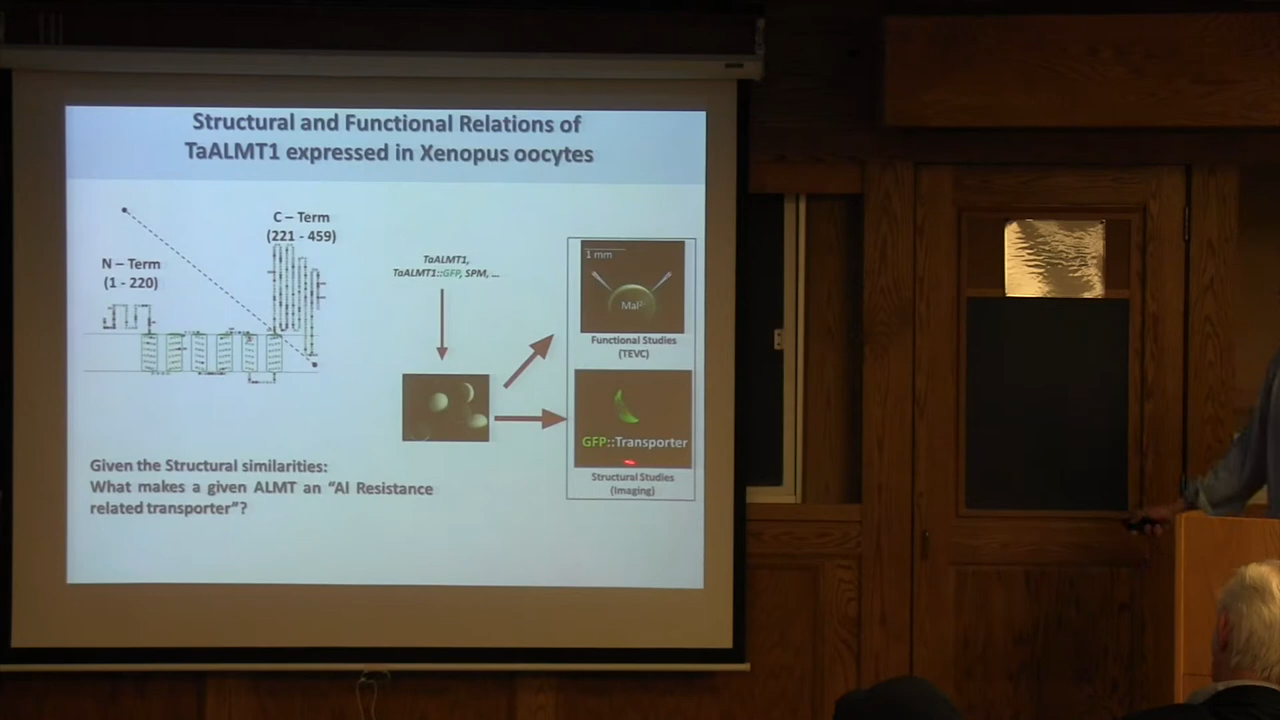 Structural and Functional Relations of
TaALMT1 expressed in Xenopus oocytes
C – Term
(221 - 459)
N – Term
(1 - 220)
TaALMT1,
TaALMT1::GFP, SPM, ...
1 mm
Mal²⁻
Functional Studies
(TEVC)
GFP::Transporter
Structural Studies
(Imaging)
Given the Structural similarities:
What makes a given ALMT an “Al Resistance
related transporter”?